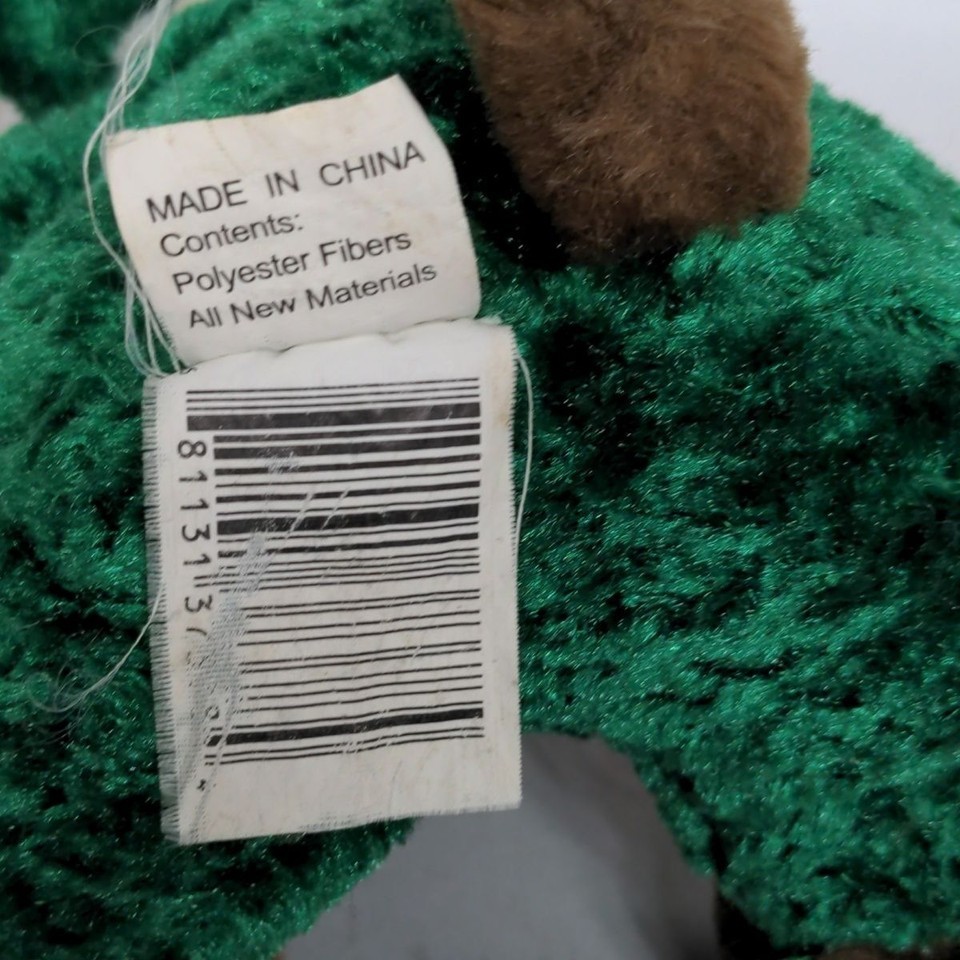 MADE IN CHINA
Contents:
Polyester Fibers
All New Materials
811313